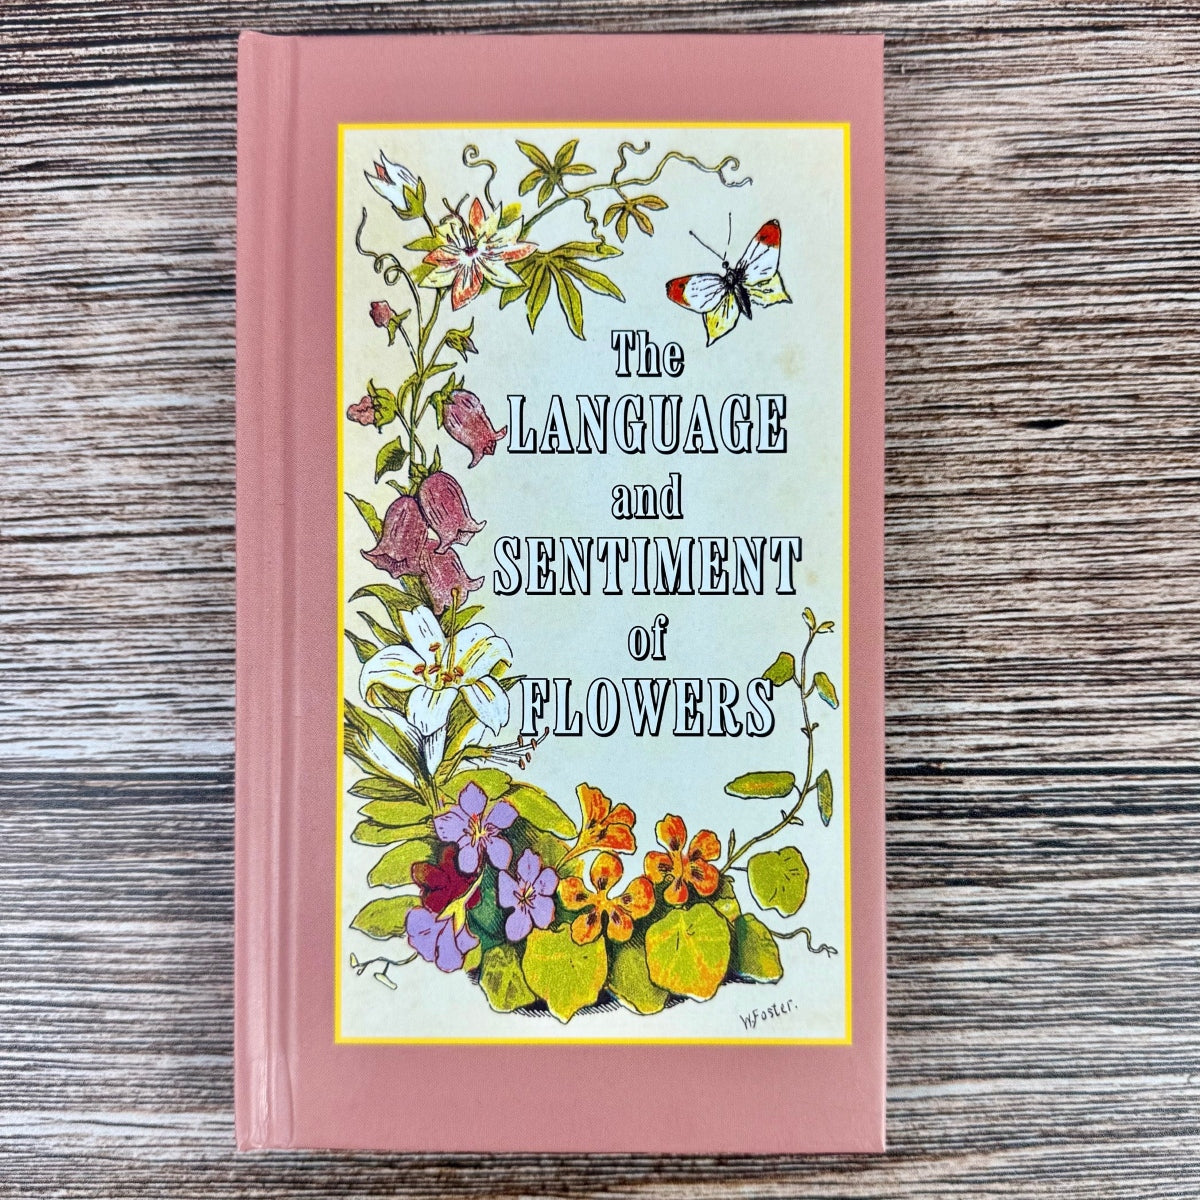 The
LANGUAGE
and
SENTIMENT
of
FLOWERS
W.Foster.